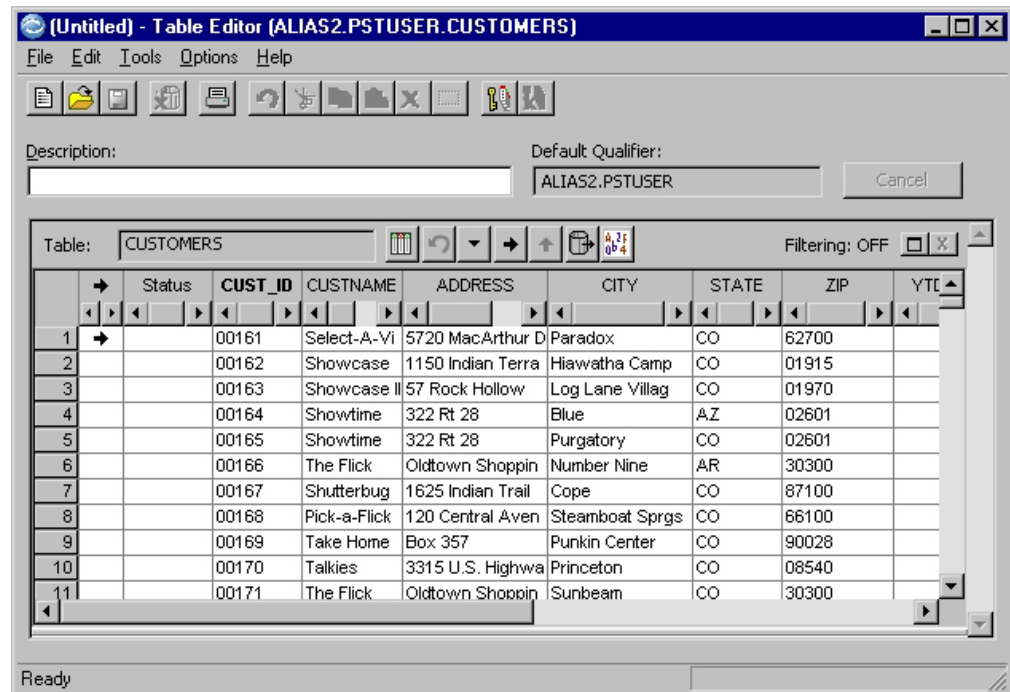 (Untitled) - Table Editor (ALIAS2.PSTUSER.CUSTOMERS)
File Edit Tools Options Help
Description: Default Qualifier:
ALIAS2.PSTUSER Cancel
Table: CUSTOMERS Filtering: OFF
Status CUST_ID CUSTNAME ADDRESS CITY STATE ZIP YTD
1 00161 Select-A-Vi 5720 MacArthur D Paradox CO 62700
2 00162 Showcase 1150 Indian Terra Hiawatha Camp CO 01915
3 00163 Showcase II 57 Rock Hollow Log Lane Villag CO 01970
4 00164 Showtime 322 Rt 28 Blue AZ 02601
5 00165 Showtime 322 Rt 28 Purgatory CO 02601
6 00166 The Flick Oldtown Shoppin Number Nine AR 30300
7 00167 Shutterbug 1625 Indian Trail Cope CO 87100
8 00168 Pick-a-Flick 120 Central Aven Steamboat Sprgs CO 66100
9 00169 Take Home Box 357 Punkin Center CO 90028
10 00170 Talkies 3315 U.S. Highwa Princeton CO 08540
11 00171 The Flick Oldtown Shoppin Sunbeam CO 30300
Ready